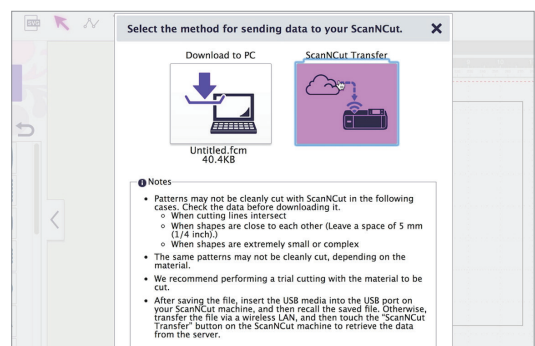 Select the method for sending data to your ScanNCut.
Download to PC
ScanNCut Transfer
Untitled.fcm
40.4KB
Notes
• Patterns may not be cleanly cut with ScanNCut in the following
cases. Check the data before downloading it.
○ When cutting lines intersect
○ When shapes are close to each other (Leave a space of 5 mm
(1/4 inch).)
○ When shapes are extremely small or complex
• The same patterns may not be cleanly cut, depending on the
material.
• We recommend performing a trial cutting with the material to be
cut.
• After saving the file, insert the USB media into the USB port on
your ScanNCut machine, and then recall the saved file. Otherwise,
transfer the file via a wireless LAN, and then touch the “ScanNCut
Transfer” button on the ScanNCut machine to retrieve the data
from the server.